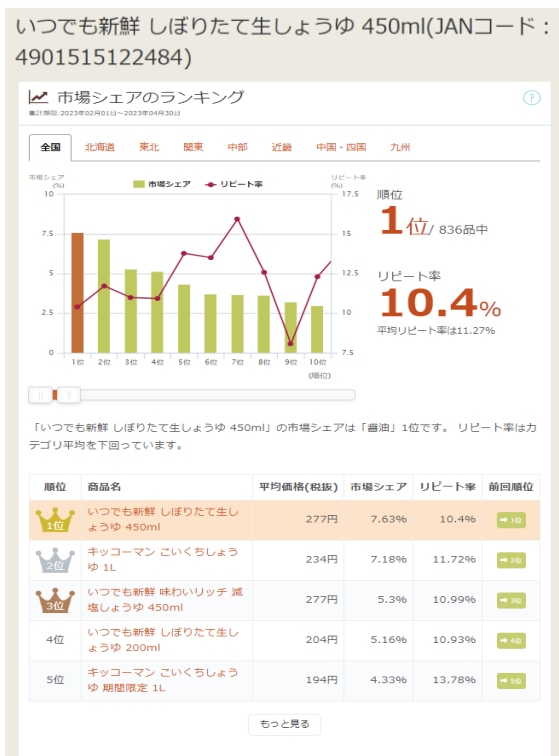 いつでも新鮮 しぼりたて生しょうゆ 450ml(JANコード：
4901515122484)
市場シェアのランキング
?
集計期間:2023年02月01日～2023年04月30日
全国 北海道 東北 関東 中部 近畿 中国・四国 九州
市場シェア
(%)
市場シェア リピート率
リピート率
(%)
10
7.5
5
2.5
0
17.5
15
12.5
10
7.5
1位 2位 3位 4位 5位 6位 7位 8位 9位 10位
(順位)
順位
1位/ 836品中
リピート率
10.4%
平均リピート率は11.27%
「いつでも新鮮 しぼりたて生しょうゆ 450ml」の市場シェアは「醤油」1位です。 リピート率はカ
テゴリ平均を下回っています。
順位 商品名 平均価格(税抜) 市場シェア リピート率 前回順位
1位 いつでも新鮮 しぼりたて生し
ょうゆ 450ml 277円 7.63% 10.4% ➡ 1位
2位 キッコーマン こいくちしょう
ゆ 1L 234円 7.18% 11.72% ➡ 2位
3位 いつでも新鮮 味わいリッチ 減
塩しょうゆ 450ml 277円 5.3% 10.99% ➡ 3位
4位 いつでも新鮮 しぼりたて生し
ょうゆ 200ml 204円 5.16% 10.93% ➡ 4位
5位 キッコーマン こいくちしょう
ゆ 期間限定 1L 194円 4.33% 13.78% ➡ 5位
もっと見る